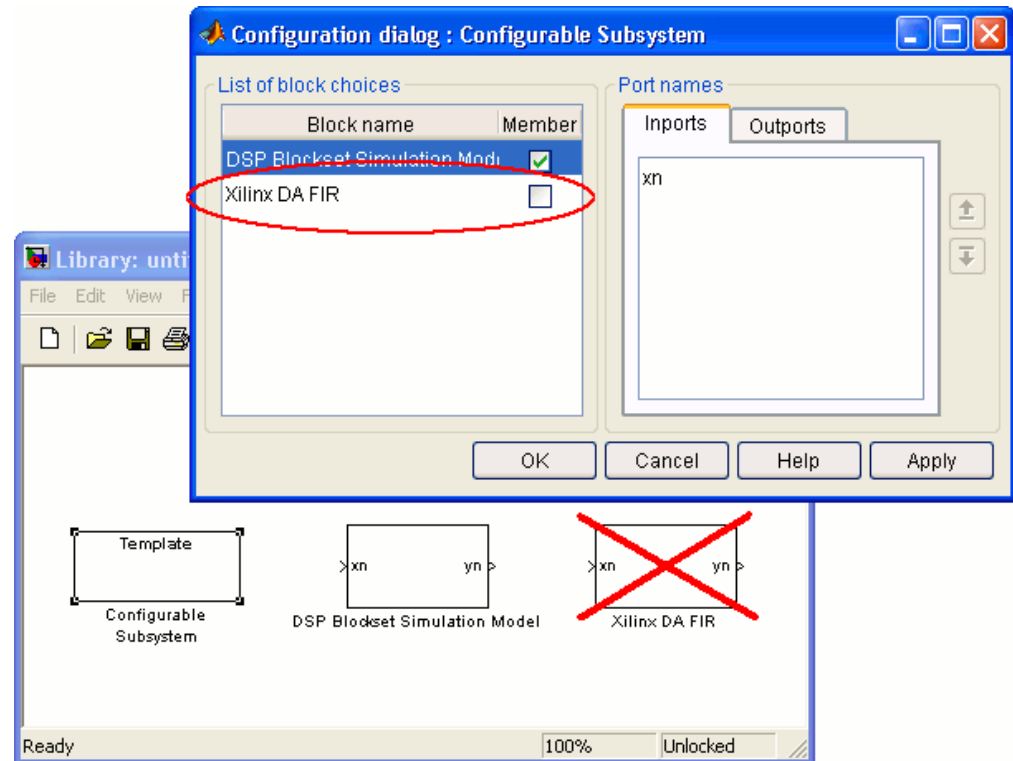 Configuration dialog : Configurable Subsystem
List of block choices
Port names
Block name Member
Inports Outports
DSP Blockset Simulation Mod
xn
Xilinx DA FIR
Library: unti
File Edit View F
OK Cancel Help Apply
Template
xn yn
xn yn
Configurable
Subsystem
DSP Blockset Simulation Model
Xilinx DA FIR
Ready
100%
Unlocked